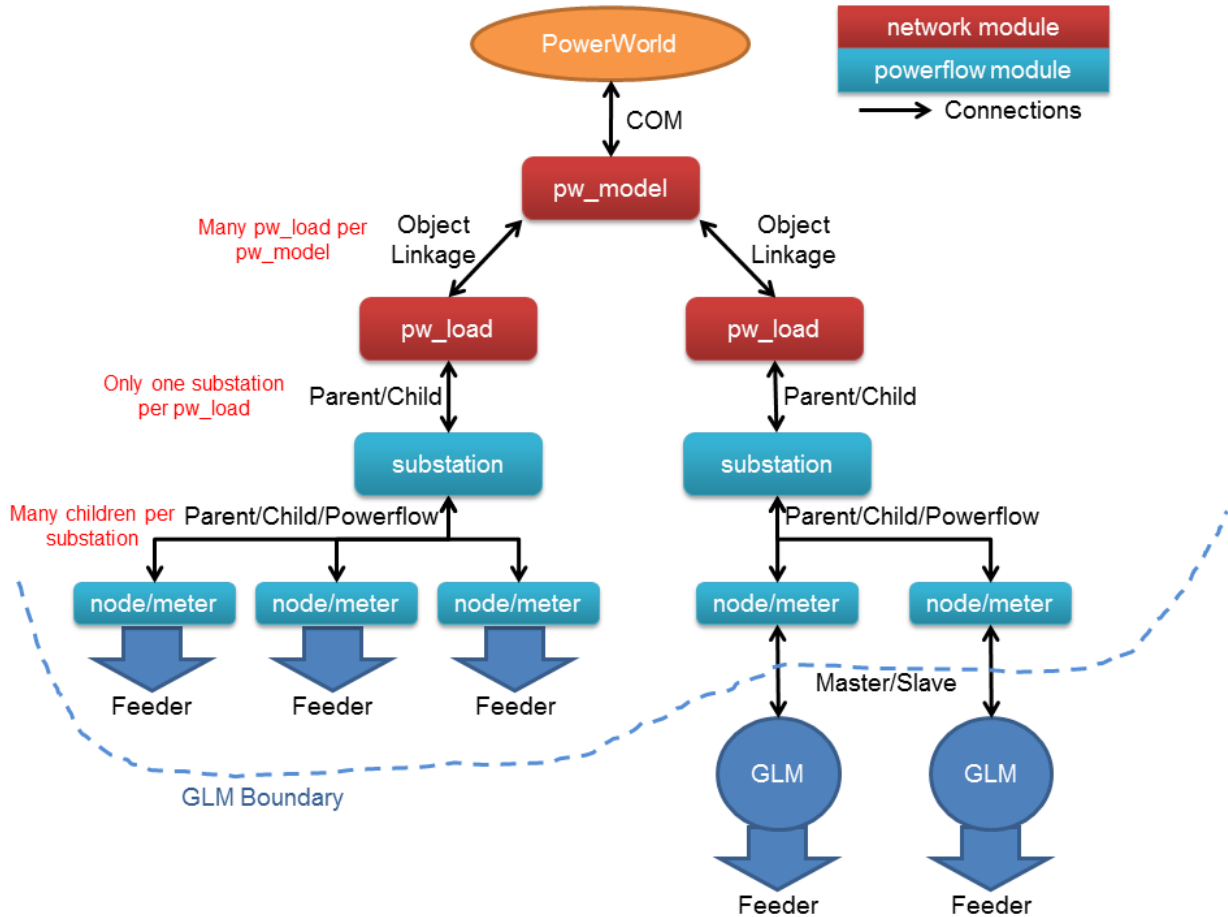 PowerWorld
network module
powerflow module
Connections
COM
pw_model
Many pw_load per
pw_model
Object
Linkage
Object
Linkage
pw_load
pw_load
Only one substation
per pw_load
Parent/Child
Parent/Child
substation
substation
Many children per
substation
Parent/Child/Powerflow
Parent/Child/Powerflow
node/meter
node/meter
node/meter
node/meter
node/meter
Feeder
Feeder
Feeder
Master/Slave
GLM Boundary
GLM
GLM
Feeder
Feeder